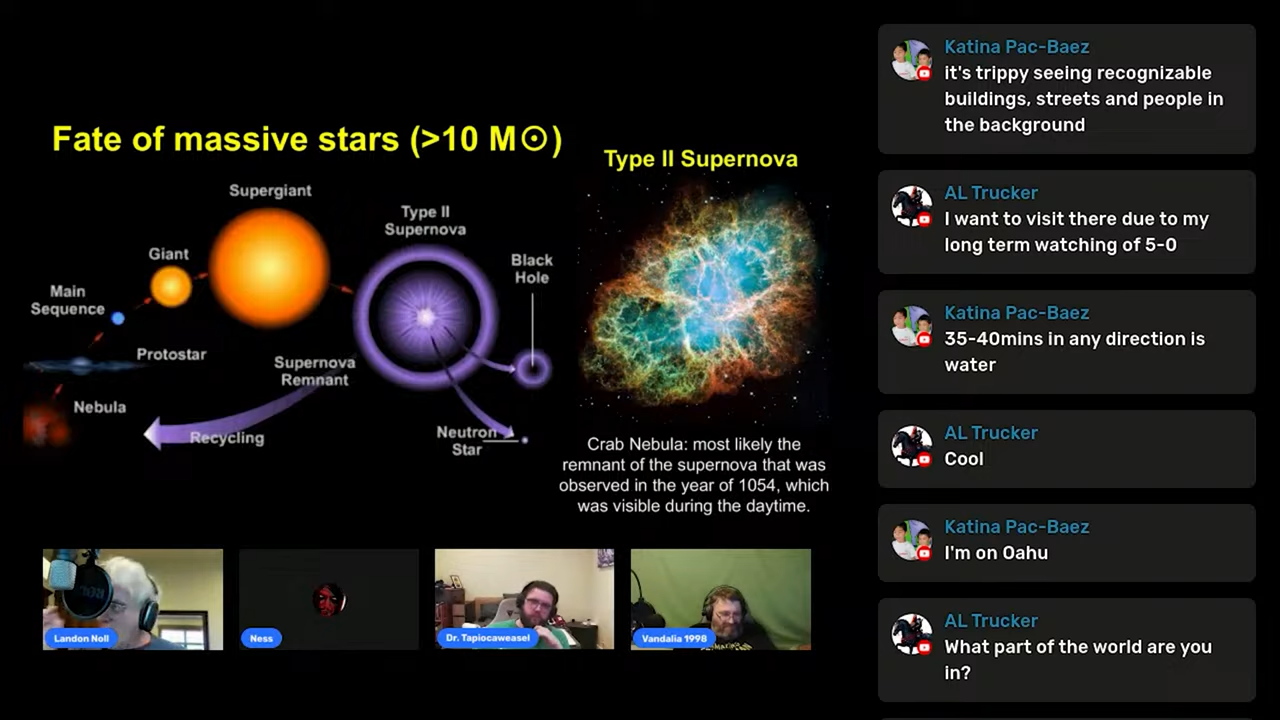 Fate of massive stars (>10 M☉)
Type II Supernova
Supergiant
Type II
Supernova
Giant
Black
Hole
Main
Sequence
Protostar
Supernova
Remnant
Nebula
Recycling
Neutron
Star
Crab Nebula: most likely the
remnant of the supernova that was
observed in the year of 1054, which
was visible during the daytime.
Landon Noll
Ness
Dr. Tapiocaweasel
Vandalia 1998
Katina Pac-Baez
it's trippy seeing recognizable
buildings, streets and people in
the background
AL Trucker
I want to visit there due to my
long term watching of 5-0
Katina Pac-Baez
35-40mins in any direction is
water
AL Trucker
Cool
Katina Pac-Baez
I'm on Oahu
AL Trucker
What part of the world are you
in?